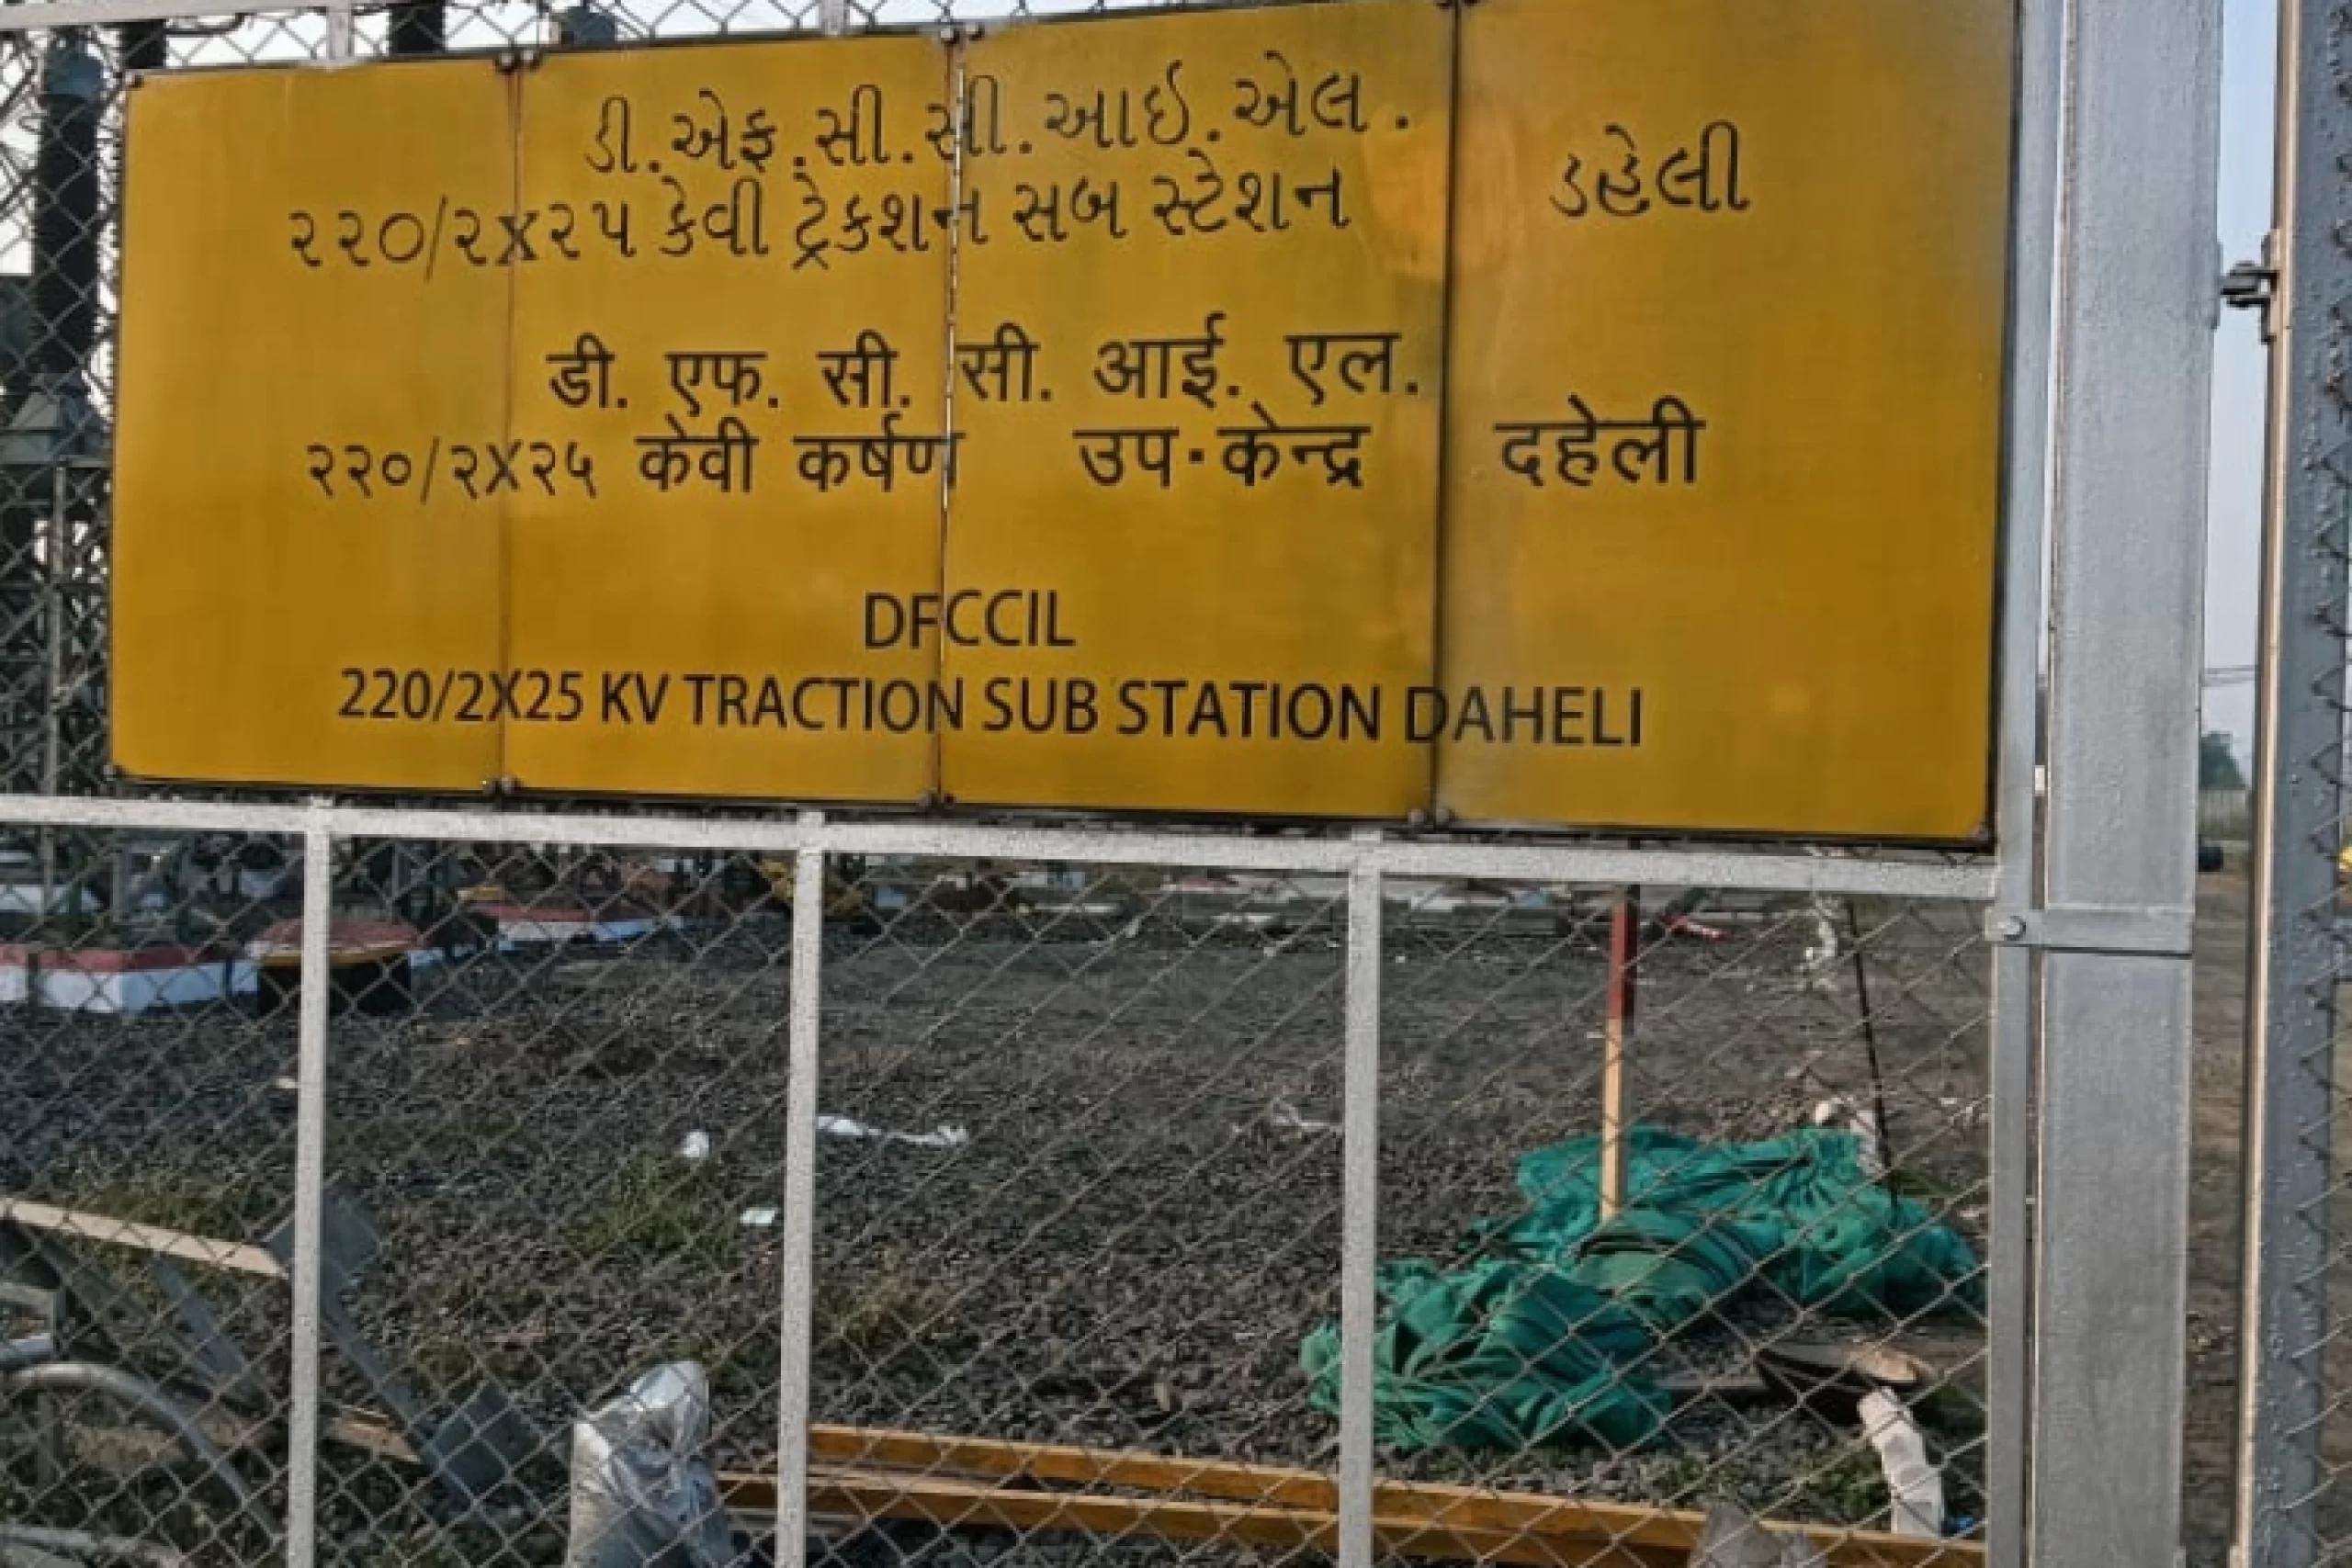 ડી.એફ.સી.સી.આઇ.એલ.
૨૨૦/૨X૨૫ કેવી ટ્રેકશન સબ સ્ટેશન ડહેલી
डी. एफ. सी. सी. आई. एल.
२२०/२X२५ केवी कर्षण उप-केन्द्र दहेली
DFCCIL
220/2X25 KV TRACTION SUB STATION DAHELI